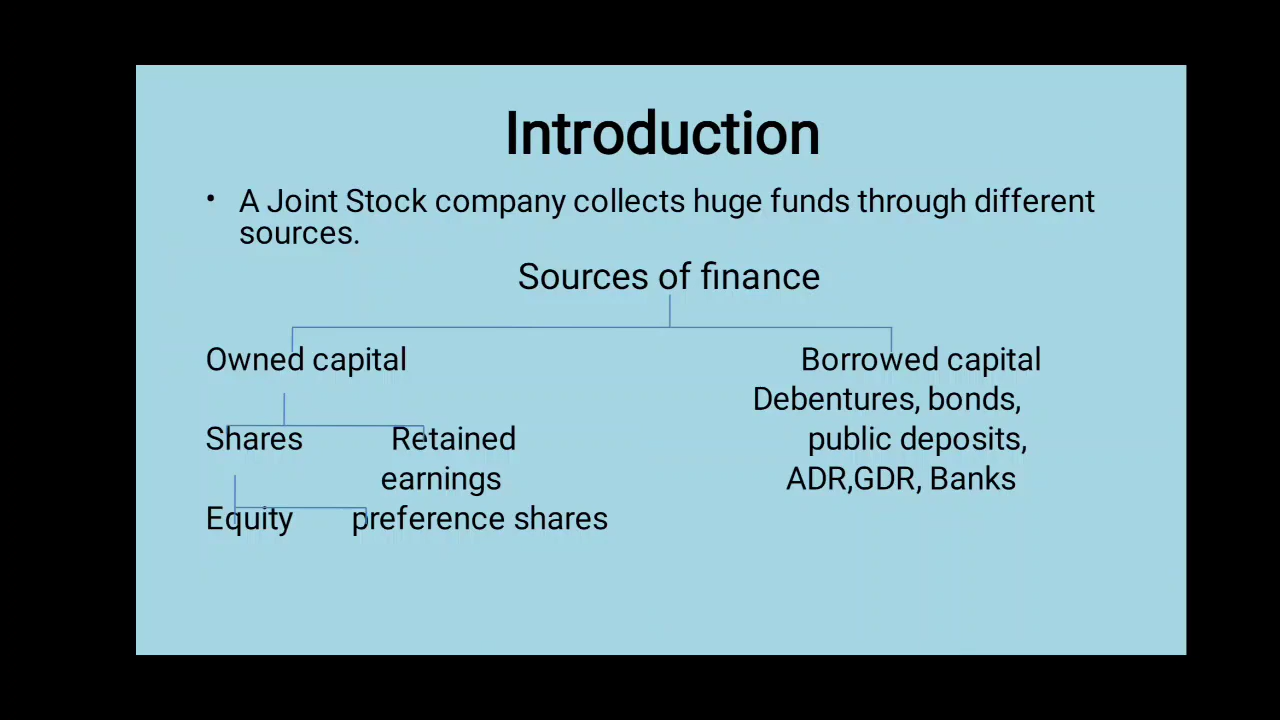 Introduction
• A Joint Stock company collects huge funds through different
sources.
Sources of finance
Owned capital Borrowed capital
Debentures, bonds,
Shares Retained public deposits,
earnings ADR,GDR, Banks
Equity preference shares